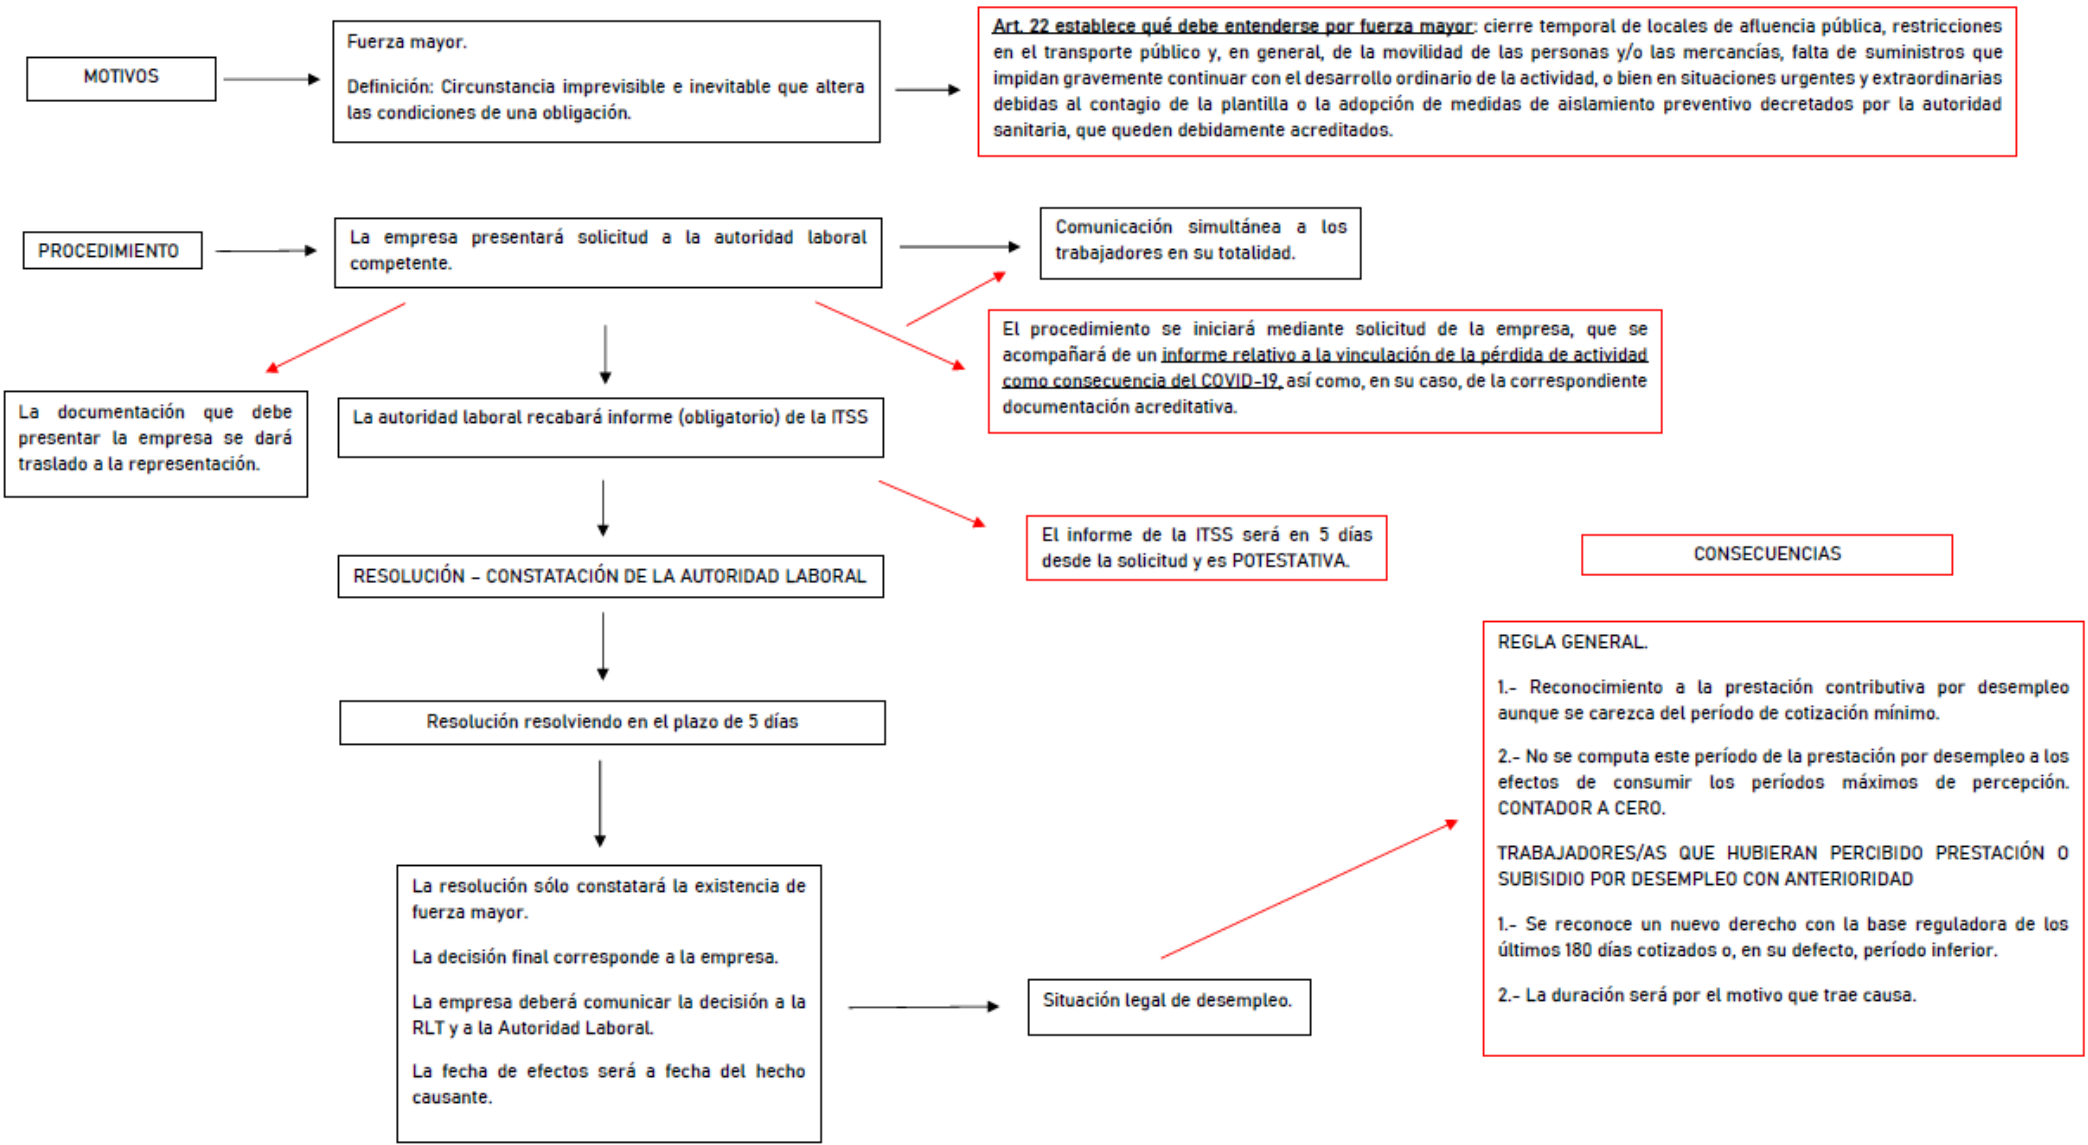 MOTIVOS
Fuerza mayor.
Definición: Circunstancia imprevisible e inevitable que altera
las condiciones de una obligación.
Art. 22 establece qué debe entenderse por fuerza mayor: cierre temporal de locales de afluencia pública, restricciones
en el transporte público y, en general, de la movilidad de las personas y/o las mercancías, falta de suministros que
impidan gravemente continuar con el desarrollo ordinario de la actividad, o bien en situaciones urgentes y extraordinarias
debidas al contagio de la plantilla o la adopción de medidas de aislamiento preventivo decretados por la autoridad
sanitaria, que queden debidamente acreditados.
PROCEDIMIENTO
La empresa presentará solicitud a la autoridad laboral
competente.
Comunicación simultánea a los
trabajadores en su totalidad.
El procedimiento se iniciará mediante solicitud de la empresa, que se
acompañará de un informe relativo a la vinculación de la pérdida de actividad
como consecuencia del COVID-19, así como, en su caso, de la correspondiente
documentación acreditativa.
La documentación que debe
presentar la empresa se dará
traslado a la representación.
La autoridad laboral recabará informe (obligatorio) de la ITSS
El informe de la ITSS será en 5 días
desde la solicitud y es POTESTATIVA.
RESOLUCIÓN – CONSTATACIÓN DE LA AUTORIDAD LABORAL
Resolución resolviendo en el plazo de 5 días
La resolución sólo constatará la existencia de
fuerza mayor.
La decisión final corresponde a la empresa.
La empresa deberá comunicar la decisión a la
RLT y a la Autoridad Laboral.
La fecha de efectos será a fecha del hecho
causante.
Situación legal de desempleo.
CONSECUENCIAS
REGLA GENERAL.
1.- Reconocimiento a la prestación contributiva por desempleo
aunque se carezca del período de cotización mínimo.
2.- No se computa este período de la prestación por desempleo a los
efectos de consumir los períodos máximos de percepción.
CONTADOR A CERO.
TRABAJADORES/AS QUE HUBIERAN PERCIBIDO PRESTACIÓN O
SUBISIDIO POR DESEMPLEO CON ANTERIORIDAD
1.- Se reconoce un nuevo derecho con la base reguladora de los
últimos 180 días cotizados o, en su defecto, período inferior.
2.- La duración será por el motivo que trae causa.